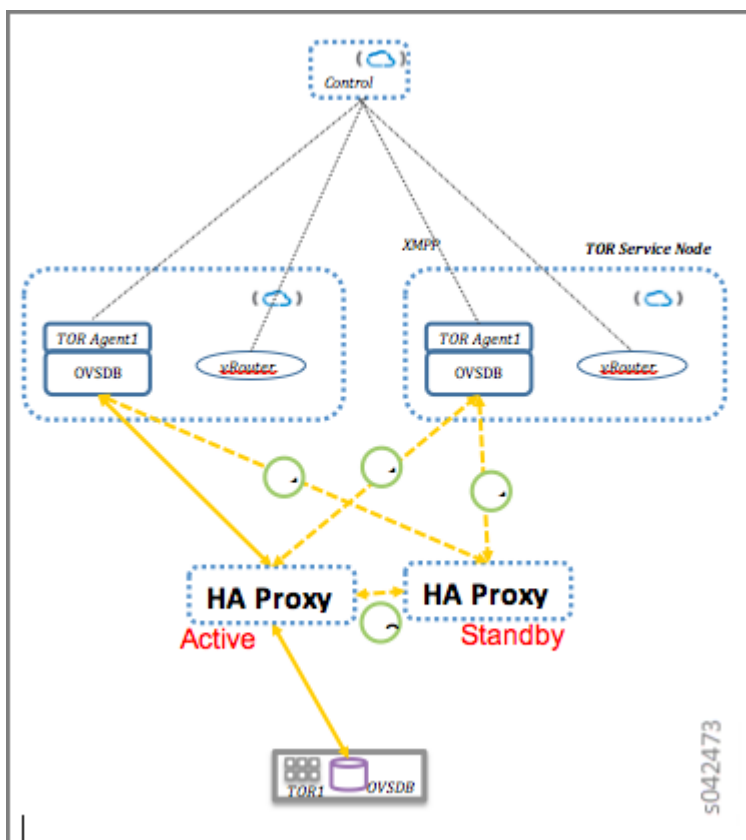 Control
XMPP
TOR Service Node
TOR Agent1
OVSDB
vRouter
TOR Agent1
OVSDB
vRouter
HA Proxy
HA Proxy
Active
Standby
TOR1
OVSDB
s042473